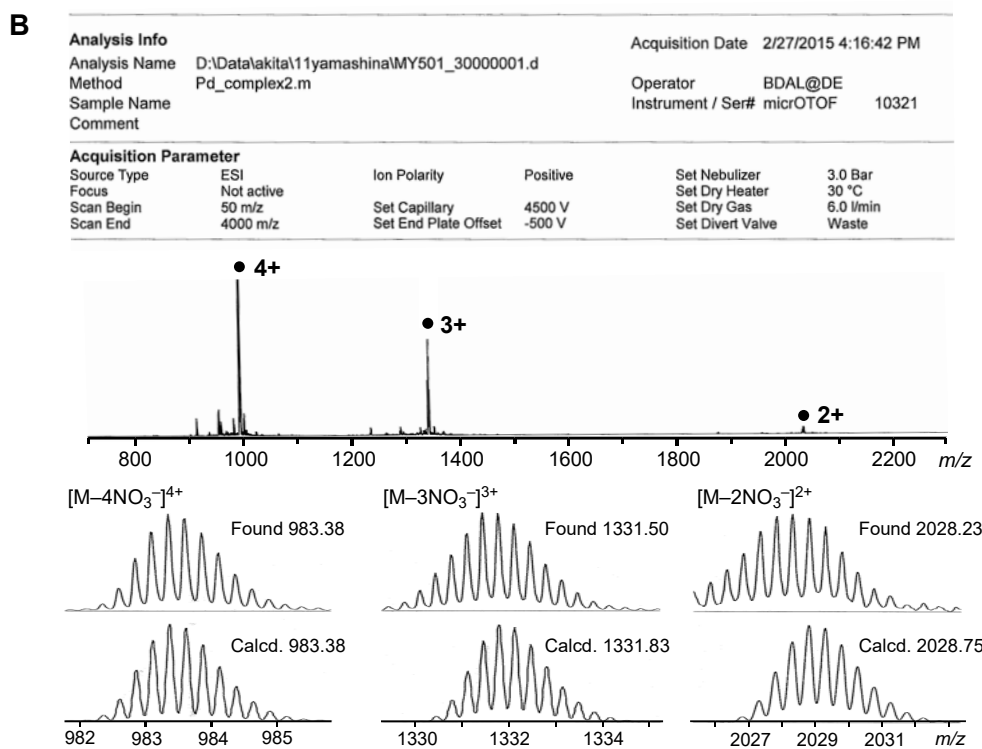 B
Analysis Info
Acquisition Date 2/27/2015 4:16:42 PM
Analysis Name D:\Data\akita\11yamashina\MY501_30000001.d
Method Pd_complex2.m Operator BDAL@DE
Sample Name Instrument / Ser# micrOTOF 10321
Comment
Acquisition Parameter
Source Type ESI Ion Polarity Positive Set Nebulizer 3.0 Bar
Focus Not active Set Dry Heater 30 °C
Scan Begin 50 m/z Set Capillary 4500 V Set Dry Gas 6.0 l/min
Scan End 4000 m/z Set End Plate Offset -500 V Set Divert Valve Waste
● 4+
● 3+
● 2+
800 1000 1200 1400 1600 1800 2000 2200 m/z
[M–4NO₃⁻]⁴⁺ [M–3NO₃⁻]³⁺ [M–2NO₃⁻]²⁺
Found 983.38 Found 1331.50 Found 2028.23
Calcd. 983.38 Calcd. 1331.83 Calcd. 2028.75
982 983 984 985 1330 1332 1334 2027 2029 2031 m/z